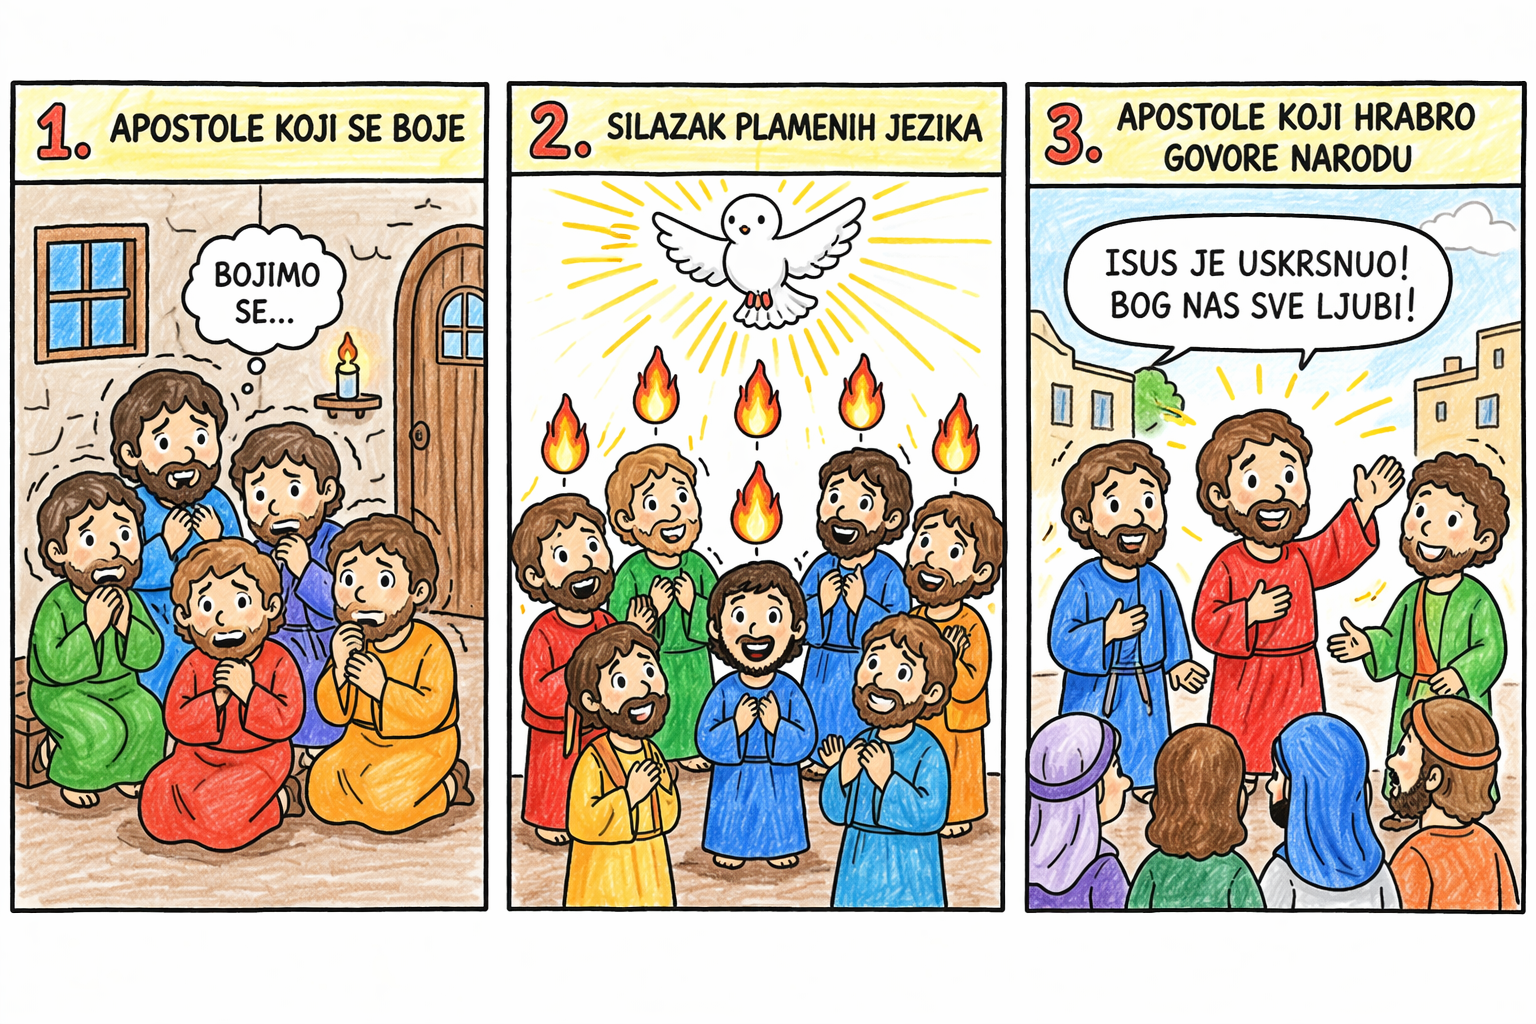 1. APOSTOLE KOJI SE BOJE
BOJIMO
SE...
2. SILAZAK PLAMENIH JEZIKA
3. APOSTOLE KOJI HRABRO
GOVORE NARODU
ISUS JE USKRSNUO!
BOG NAS SVE LJUBI!